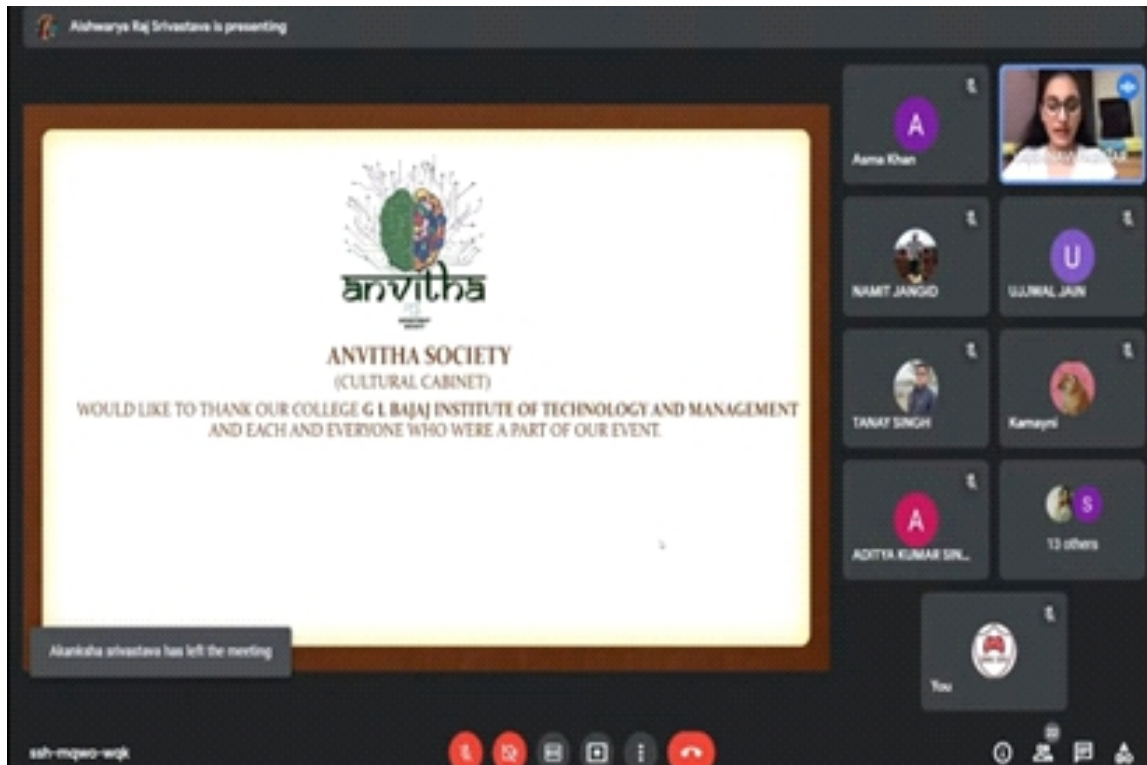 Aishwarya Raj Srivastava is presenting
anvitha
ANVITHA SOCIETY
(CULTURAL CABINET)
WOULD LIKE TO THANK OUR COLLEGE G L BAJAJ INSTITUTE OF TECHNOLOGY AND MANAGEMENT
AND EACH AND EVERYONE WHO WERE A PART OF OUR EVENT.
A
Asma Khan
NAMIT JANGID
U
UJJWAL JAIN
TANAY SINGH
Kamayni
A
ADITYA KUMAR SIN...
S
13 others
You
Akanksha srivastava has left the meeting
ssh-mqwo-wqk